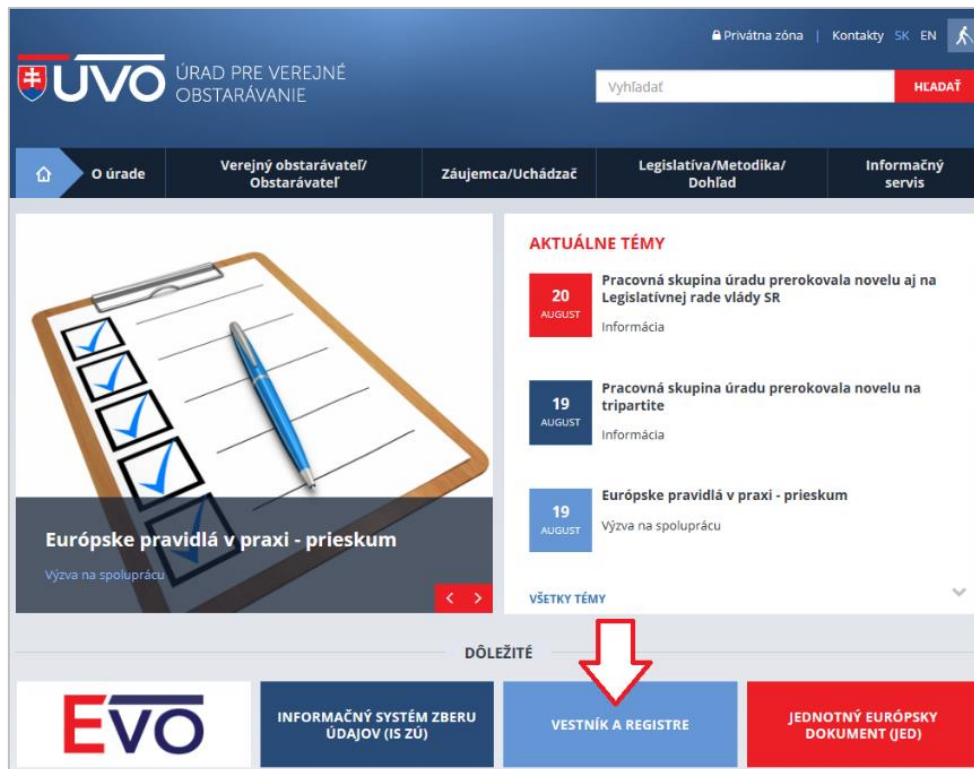 Privátna zóna | Kontakty SK EN
ÚVO ÚRAD PRE VEREJNÉ
OBSTARÁVANIE
Vyhľadať HĽADAŤ
O úrade
Verejný obstarávateľ/
Obstarávateľ
Záujemca/Uchádzač
Legislatíva/Metodika/
Dohľad
Informačný
servis
Európske pravidlá v praxi - prieskum
Výzva na spoluprácu
AKTUÁLNE TÉMY
20
AUGUST
Pracovná skupina úradu prerokovala novelu aj na
Legislatívnej rade vlády SR
Informácia
19
AUGUST
Pracovná skupina úradu prerokovala novelu na
tripartite
Informácia
19
AUGUST
Európske pravidlá v praxi - prieskum
Výzva na spoluprácu
VŠETKY TÉMY
DÔLEŽITÉ
EVO
INFORMAČNÝ SYSTÉM ZBERU
ÚDAJOV (IS ZÚ)
VESTNÍK A REGISTRE
JEDNOTNÝ EURÓPSKY
DOKUMENT (JED)